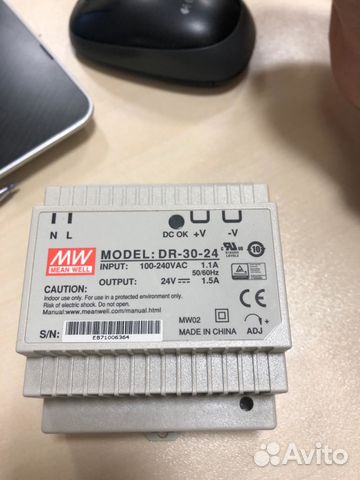 N L
DC OK +V -V
MW
MEAN WELL
MODEL: DR-30-24
INPUT: 100-240VAC 1.1A
50/60Hz
OUTPUT: 24V 1.5A
CAUTION:
Indoor use only. For use in a protected environment only.
Risk of electric shock. Do not open.
Manual:www.meanwell.com/manual.html
S/N:
EB71006364
MW02
MADE IN CHINA
ADJ
10
CE
Avito